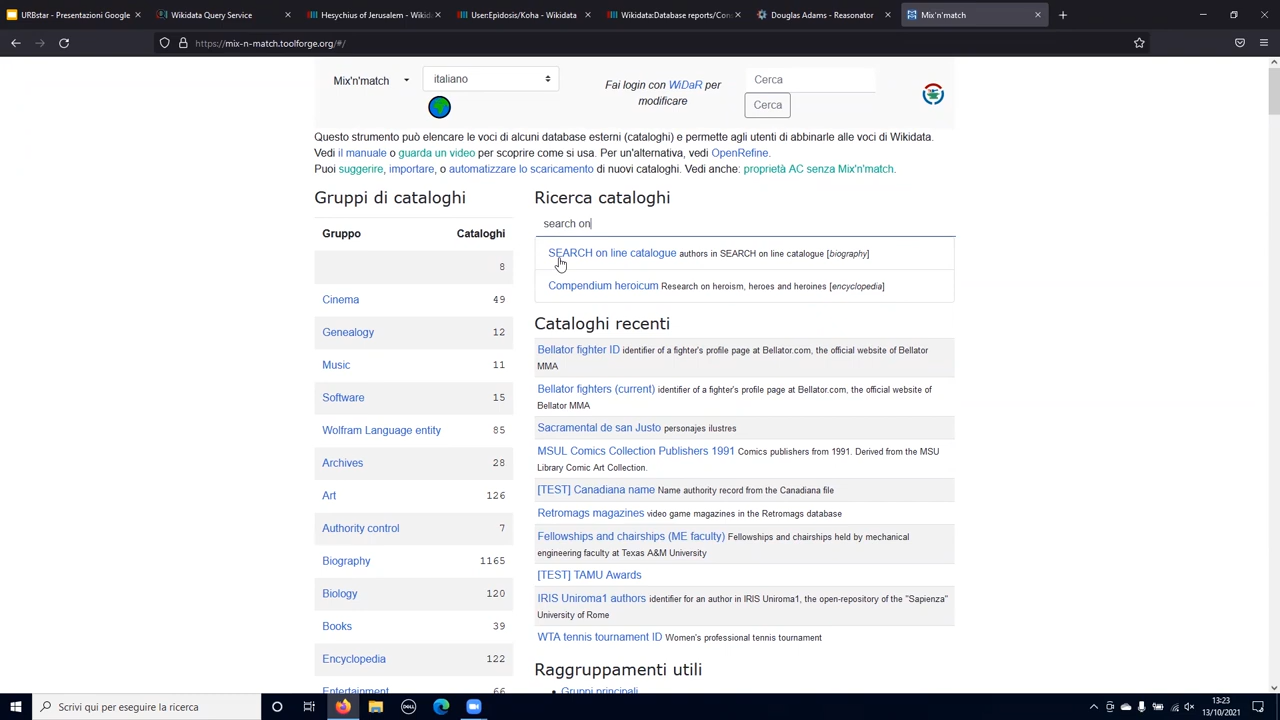 URBstar - Presentazioni Google
Wikidata Query Service
Hesychius of Jerusalem - Wikid
User:Epidosis/Koha - Wikidata
Wikidata:Database reports/Cons
Douglas Adams - Reasonator
Mix'n'match
https://mix-n-match.toolforge.org/#/
Mix'n'match
italiano
Fai login con WiDaR per
modificare
Cerca
Cerca
Questo strumento può elencare le voci di alcuni database esterni (cataloghi) e permette agli utenti di abbinarle alle voci di Wikidata.
Vedi il manuale o guarda un video per scoprire come si usa. Per un'alternativa, vedi OpenRefine.
Puoi suggerire, importare, o automatizzare lo scaricamento di nuovi cataloghi. Vedi anche: proprietà AC senza Mix'n'match.
Gruppi di cataloghi
Gruppo Cataloghi
8
Cinema 49
Genealogy 12
Music 11
Software 15
Wolfram Language entity 85
Archives 28
Art 126
Authority control 7
Biography 1165
Biology 120
Books 39
Encyclopedia 122
Entertainment 66
Ricerca cataloghi
search on
SEARCH on line catalogue authors in SEARCH on line catalogue [biography]
Compendium heroicum Research on heroism, heroes and heroines [encyclopedia]
Cataloghi recenti
Bellator fighter ID identifier of a fighter's profile page at Bellator.com, the official website of Bellator
MMA
Bellator fighters (current) identifier of a fighter's profile page at Bellator.com, the official website of
Bellator MMA
Sacramental de san Justo personajes ilustres
MSUL Comics Collection Publishers 1991 Comics publishers from 1991. Derived from the MSU
Library Comic Art Collection.
[TEST] Canadiana name Name authority record from the Canadiana file
Retromags magazines video game magazines in the Retromags database
Fellowships and chairships (ME faculty) Fellowships and chairships held by mechanical
engineering faculty at Texas A&M University
[TEST] TAMU Awards
IRIS Uniroma1 authors identifier for an author in IRIS Uniroma1, the open-repository of the "Sapienza"
University of Rome
WTA tennis tournament ID Women's professional tennis tournament
Raggruppamenti utili
Gruppi principali
Scrivi qui per eseguire la ricerca
DELL
13:23
13/10/2021